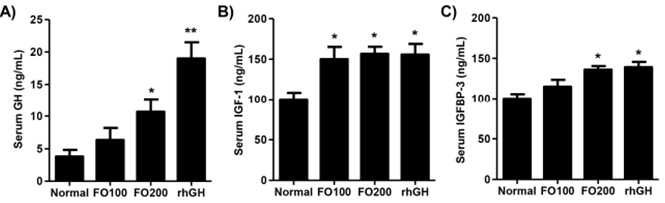 A)
Serum GH (ng/mL)
25
20
15
10
5
0
*
**
Normal FO100 FO200 rhGH
B)
Serum IGF-1 (ng/mL)
200
150
100
50
0
* * *
Normal FO100 FO200 rhGH
C)
Serum IGFBP-3 (ng/mL)
200
150
100
50
0
* *
Normal FO100 FO200 rhGH